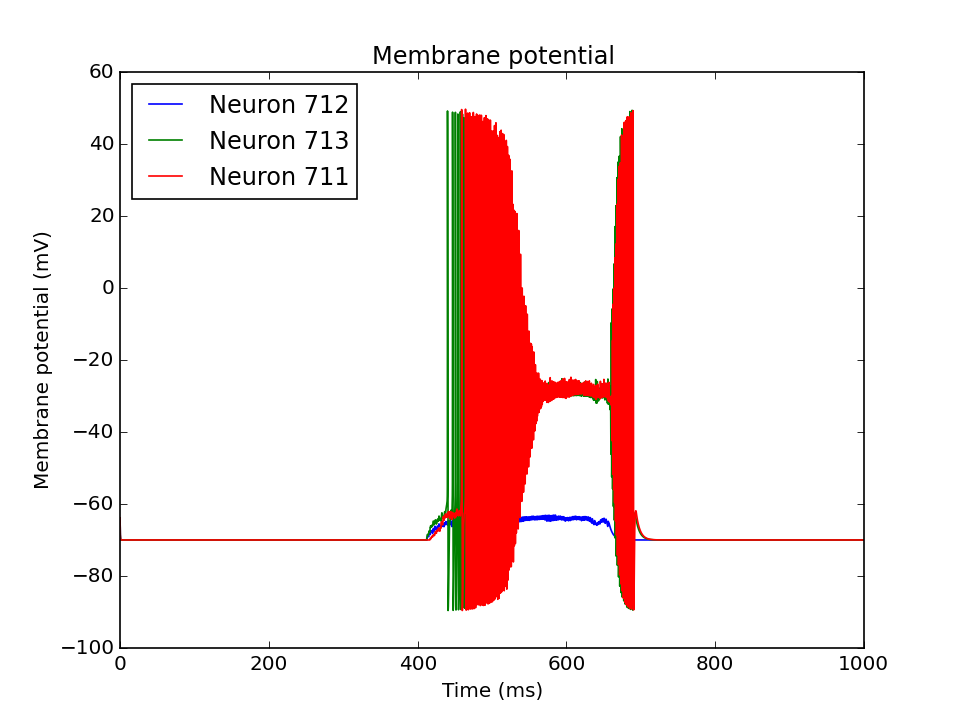 Membrane potential
60
40
20
0
−20
−40
−60
−80
−100
Membrane potential (mV)
Neuron 712
Neuron 713
Neuron 711
0 200 400 600 800 1000
Time (ms)